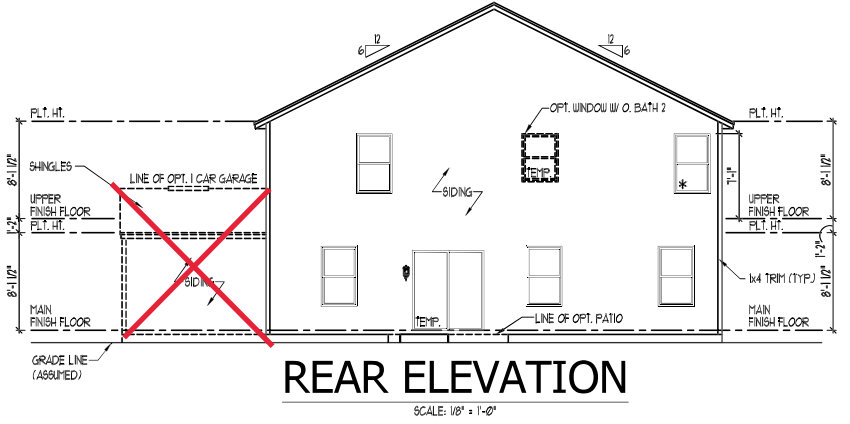 12
6
12
6
OPT. WINDOW W/ O. BATH 2
PLT. HT.
PLT. HT.
8'-1 1/2"
SHINGLES
LINE OF OPT. 1 CAR GARAGE
TEMP.
*
7'-1"
8'-1 1/2"
SIDING
UPPER
FINISH FLOOR
UPPER
FINISH FLOOR
1'-2"
PLT. HT.
PLT. HT.
1'-2"
8'-1 1/2"
SIDING
1x4 TRIM (TYP.)
8'-1 1/2"
MAIN
FINISH FLOOR
TEMP.
LINE OF OPT. PATIO
MAIN
FINISH FLOOR
GRADE LINE
(ASSUMED)
REAR ELEVATION
SCALE: 1/8" = 1'-0"